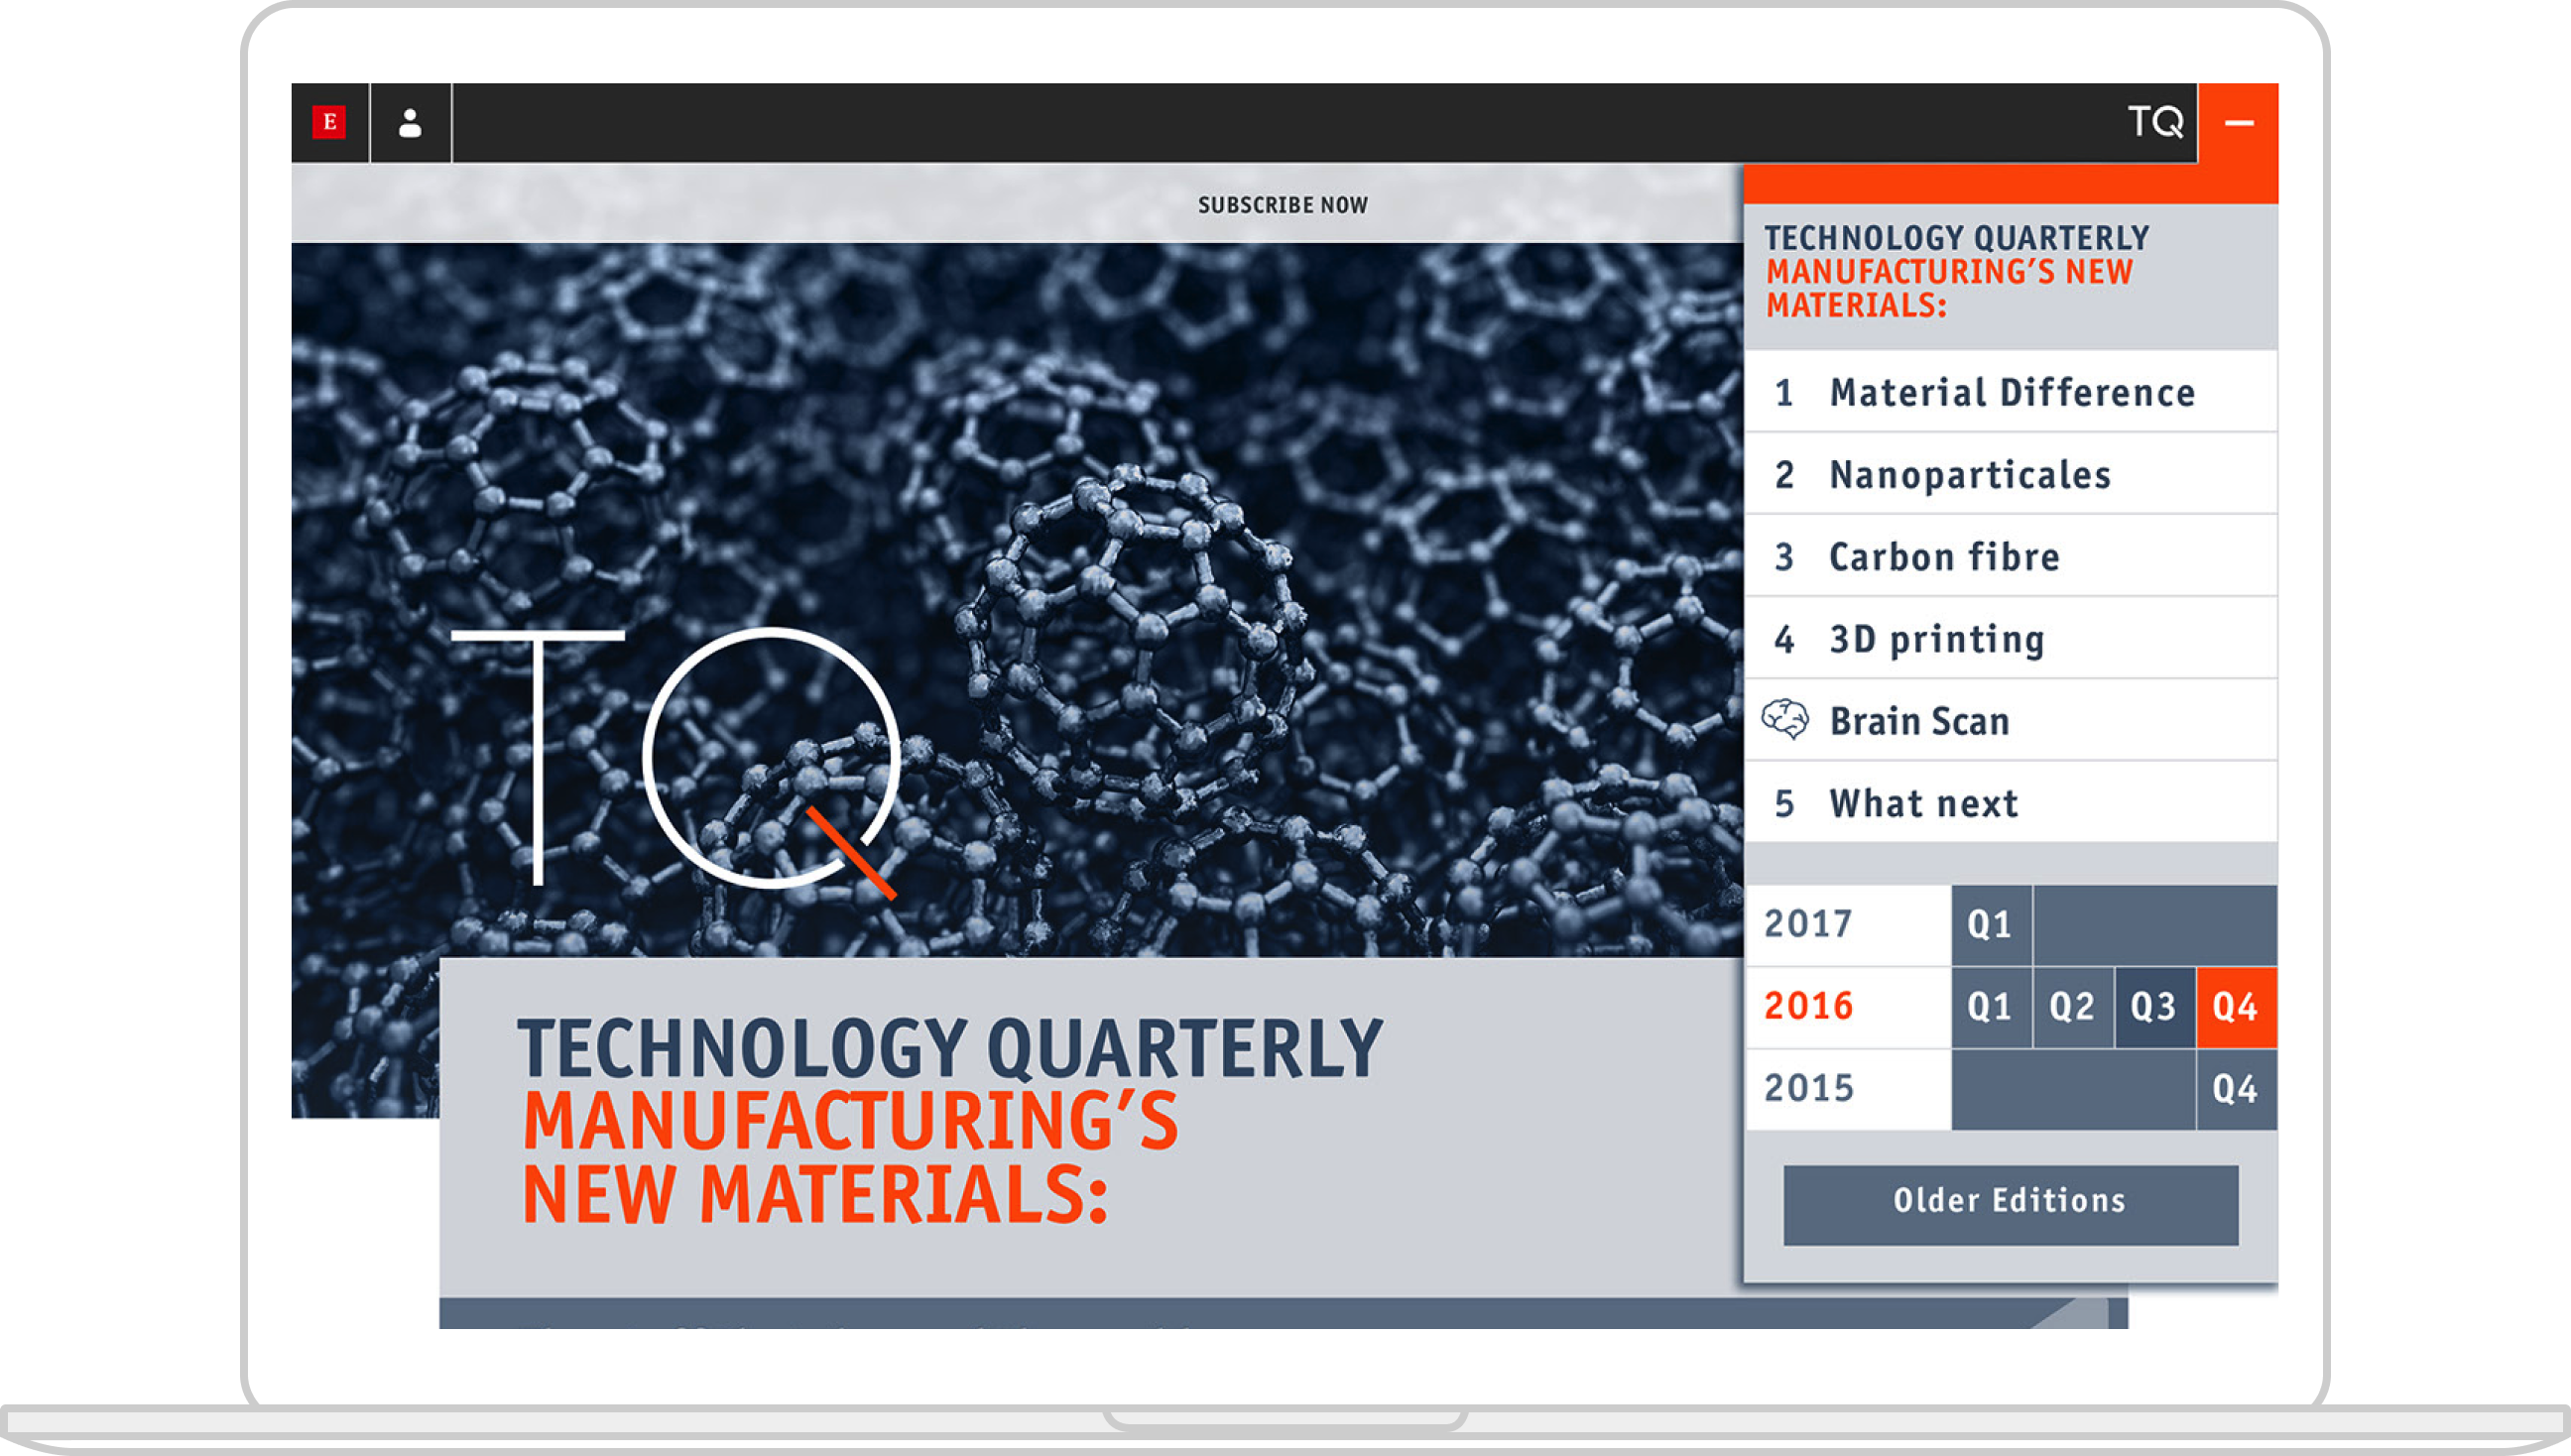 E
TQ
SUBSCRIBE NOW
TQ
TECHNOLOGY QUARTERLY
MANUFACTURING’S
NEW MATERIALS:
TECHNOLOGY QUARTERLY
MANUFACTURING’S NEW
MATERIALS:
1 Material Difference
2 Nanoparticales
3 Carbon fibre
4 3D printing
Brain Scan
5 What next
2017 Q1
2016 Q1 Q2 Q3 Q4
2015 Q4
Older Editions